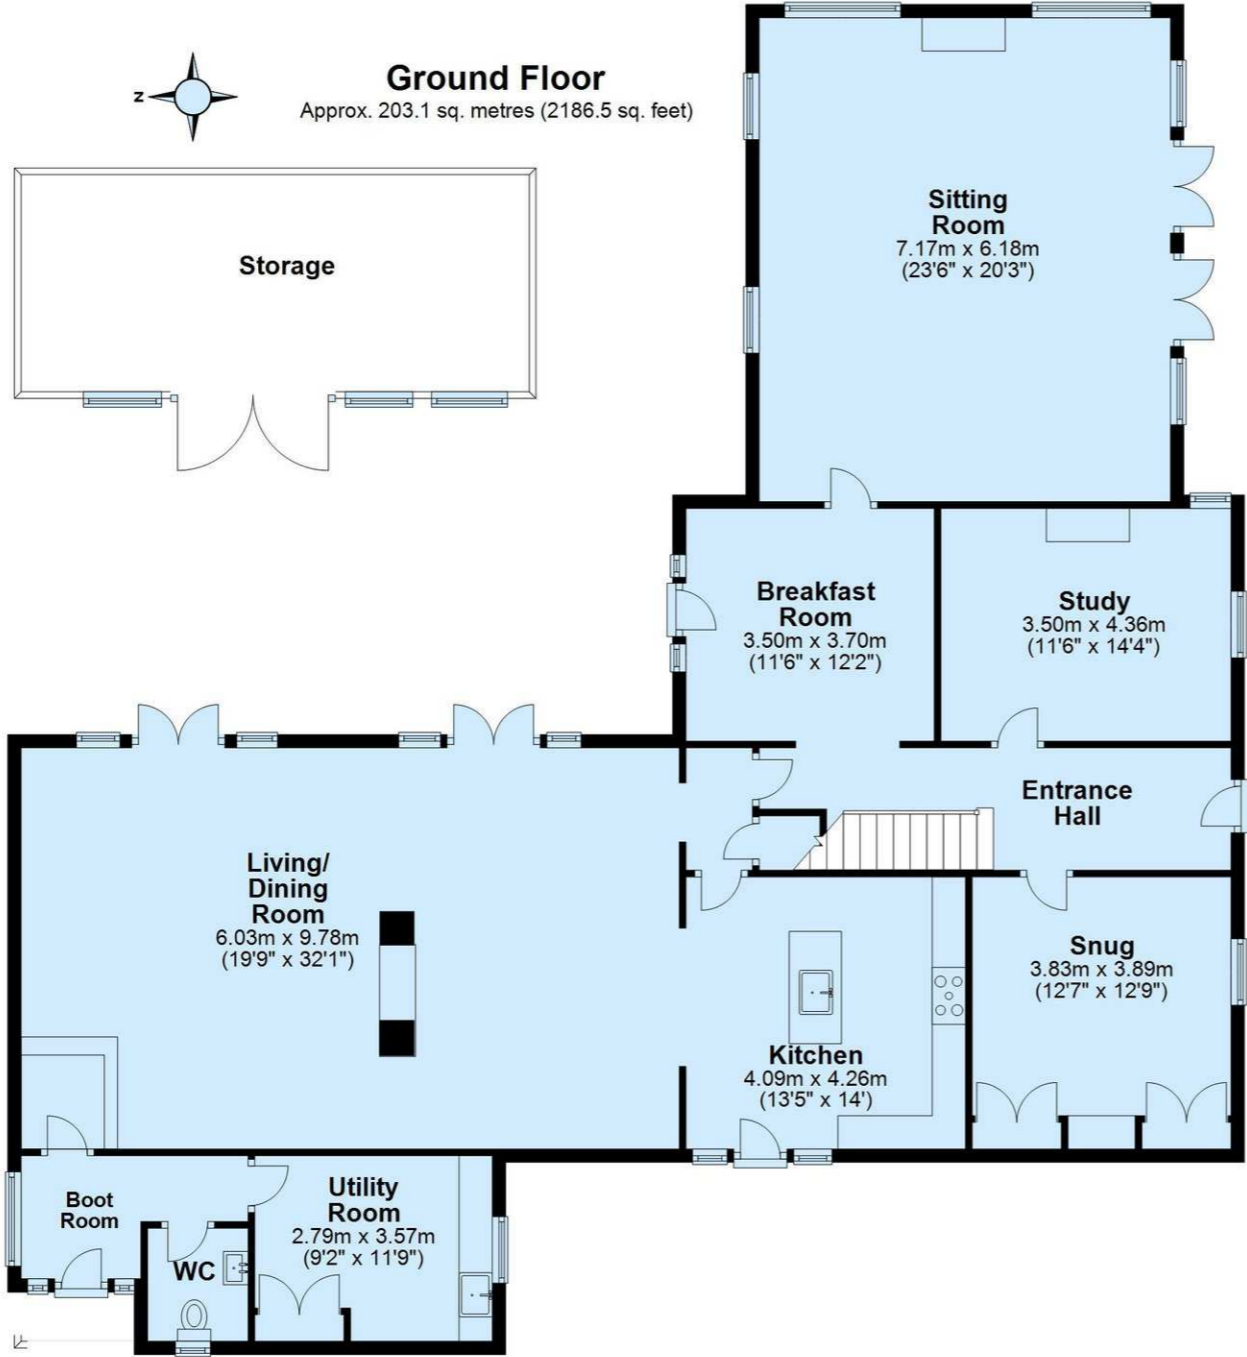 Ground Floor
Approx. 203.1 sq. metres (2186.5 sq. feet)
z
Storage
Sitting
Room
7.17m x 6.18m
(23'6" x 20'3")
Breakfast
Room
3.50m x 3.70m
(11'6" x 12'2")
Study
3.50m x 4.36m
(11'6" x 14'4")
Entrance
Hall
Living/
Dining
Room
6.03m x 9.78m
(19'9" x 32'1")
Snug
3.83m x 3.89m
(12'7" x 12'9")
Kitchen
4.09m x 4.26m
(13'5" x 14')
Boot
Room
Utility
Room
2.79m x 3.57m
(9'2" x 11'9")
WC